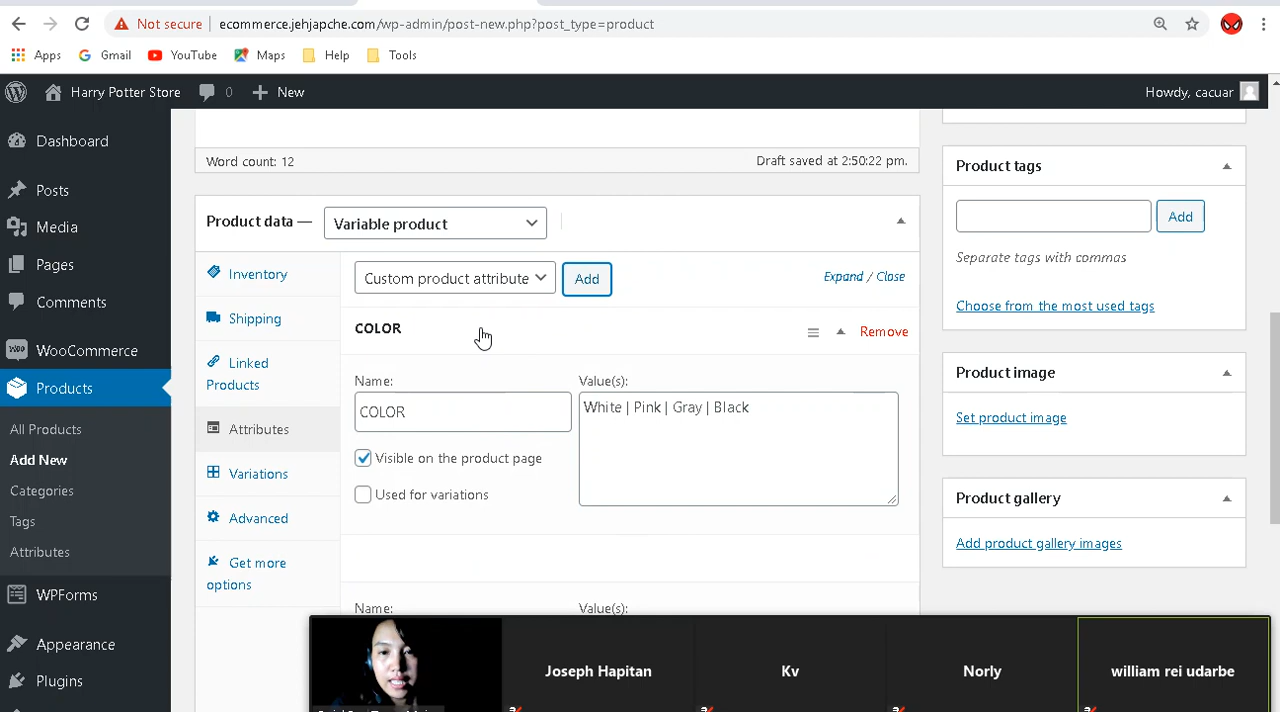 Not secure
ecommerce.jehjapche.com/wp-admin/post-new.php?post_type=product
Apps
Gmail
YouTube
Maps
Help
Tools
Harry Potter Store
0
New
Howdy, cacuar
Dashboard
Posts
Media
Pages
Comments
WooCommerce
Products
All Products
Add New
Categories
Tags
Attributes
WPForms
Appearance
Plugins
Word count: 12
Draft saved at 2:50:22 pm.
Product data —
Variable product
Inventory
Shipping
Linked
Products
Attributes
Variations
Advanced
Get more
options
Custom product attribute
Add
Expand / Close
COLOR
Remove
Name:
Value(s):
COLOR
White | Pink | Gray | Black
Visible on the product page
Used for variations
Name:
Value(s):
Product tags
Add
Separate tags with commas
Choose from the most used tags
Product image
Set product image
Product gallery
Add product gallery images
Joseph Hapitan
Kv
Norly
william rei udarbe